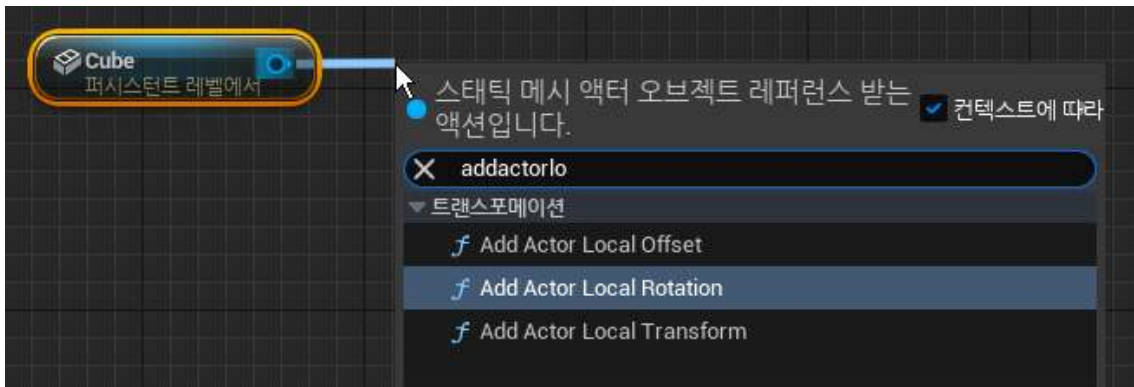 Cube
퍼시스턴트 레벨에서
스태틱 메시 액터 오브젝트 레퍼런스 받는
액션입니다.
컨텍스트에 따라
addactorlo
트랜스포메이션
Add Actor Local Offset
Add Actor Local Rotation
Add Actor Local Transform